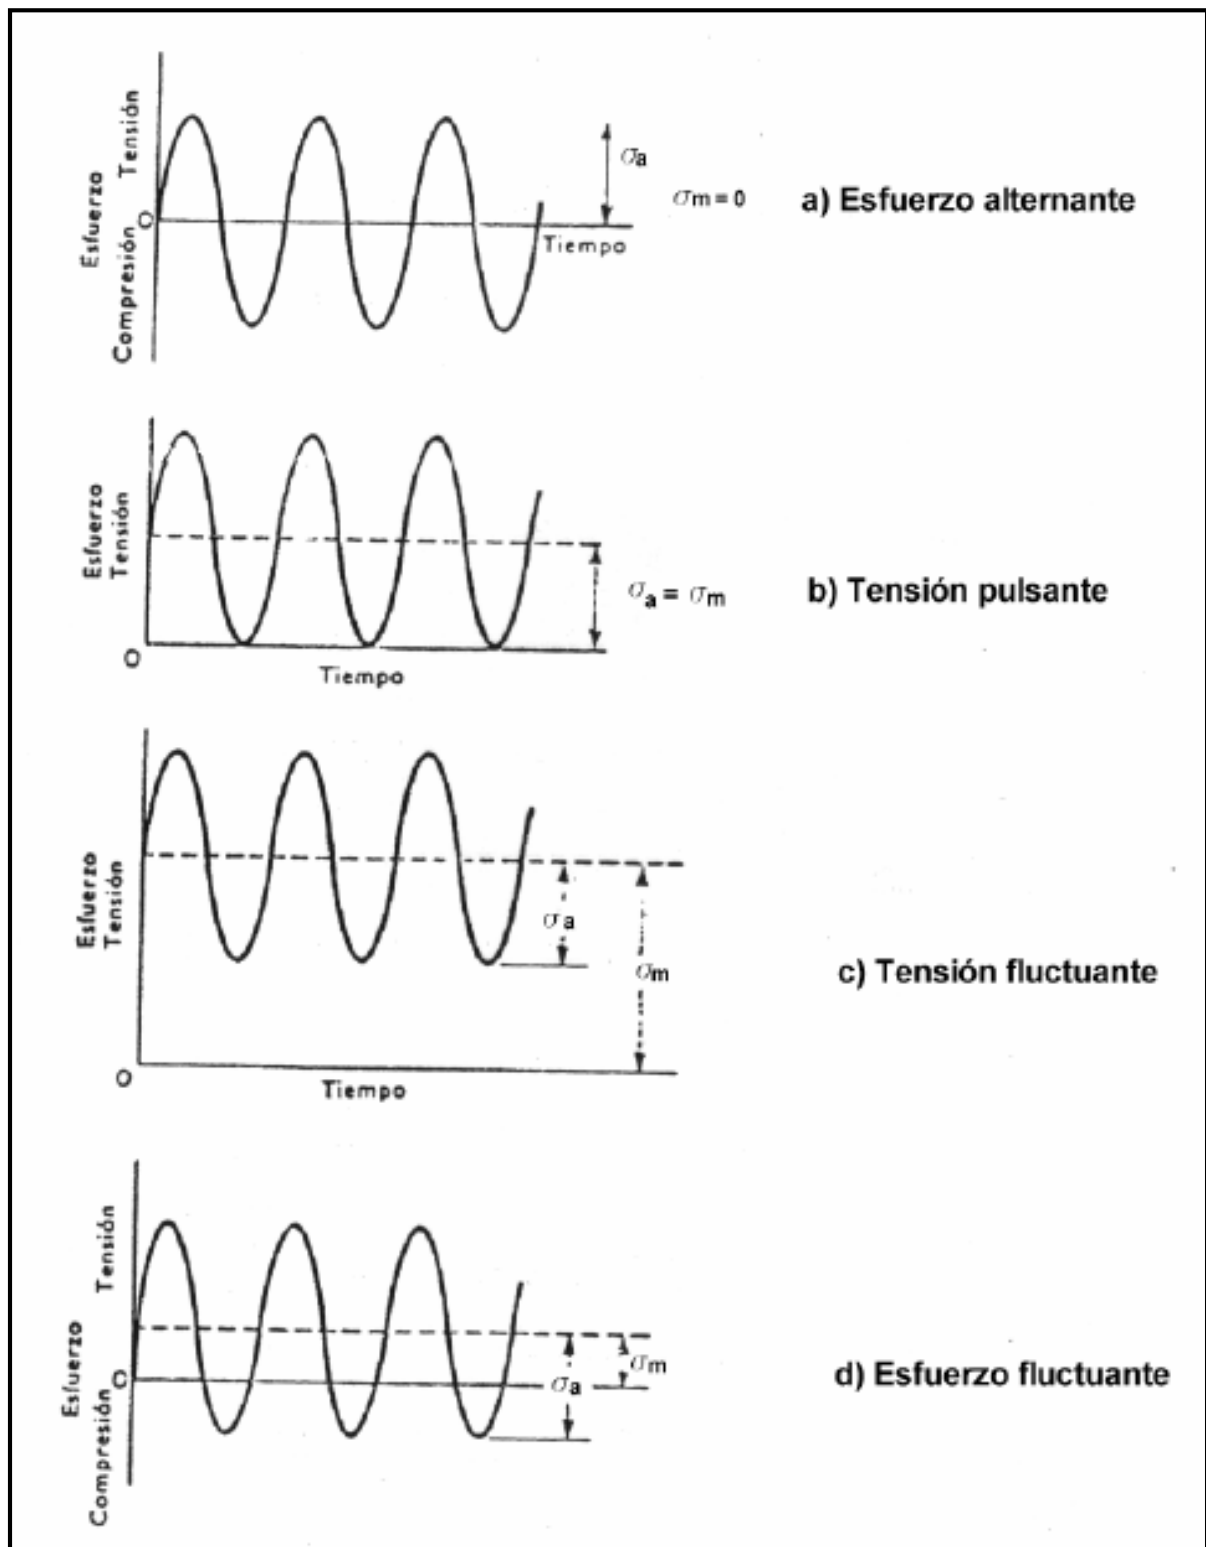 Esfuerzo
Compresión Tensión
O
σa
σm = 0
Tiempo
a) Esfuerzo alternante
Esfuerzo
Tensión
O
σa = σm
Tiempo
b) Tensión pulsante
Esfuerzo
Tensión
O
σa
σm
Tiempo
c) Tensión fluctuante
Esfuerzo
Compresión Tensión
O
σm
σa
d) Esfuerzo fluctuante